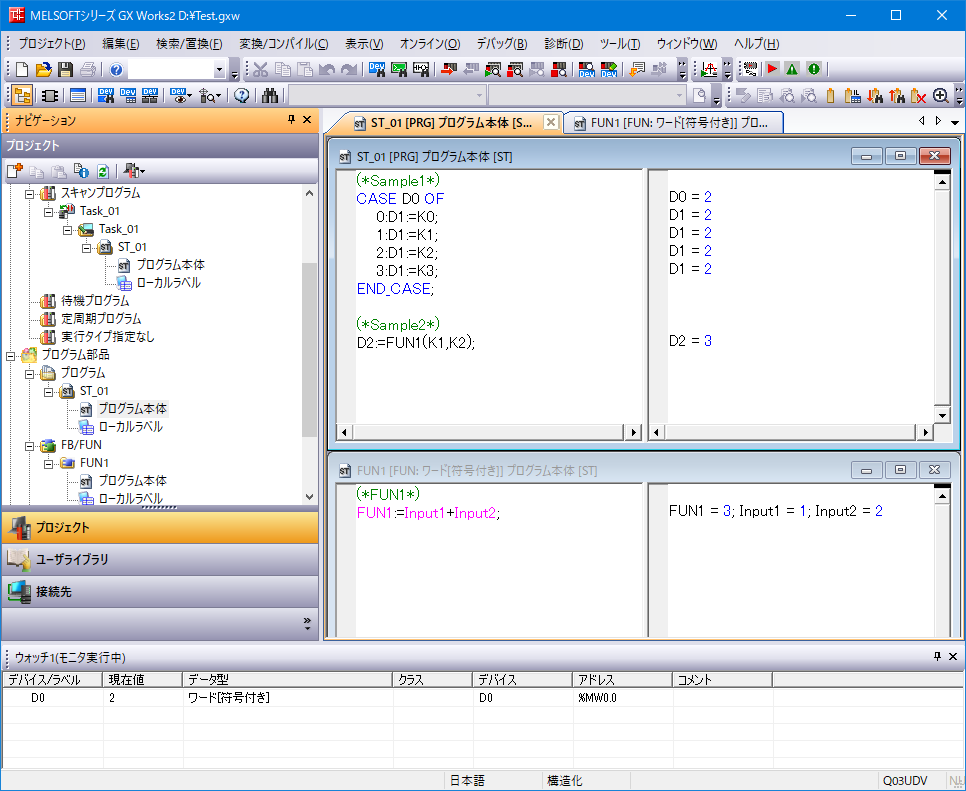 MELSOFTシリーズ GX Works2 D:¥Test.gxw
プロジェクト(P) 編集(E) 検索/置換(F) 変換/コンパイル(C) 表示(V) オンライン(O) デバッグ(B) 診断(D) ツール(T) ウィンドウ(W) ヘルプ(H)
ナビゲーション
プロジェクト
スキャンプログラム
Task_01
Task_01
ST_01
プログラム本体
ローカルラベル
待機プログラム
定周期プログラム
実行タイプ指定なし
プログラム部品
プログラム
ST_01
プログラム本体
ローカルラベル
FB/FUN
FUN1
プログラム本体
ローカルラベル
プロジェクト
ユーザライブラリ
接続先
ST_01 [PRG] プログラム本体 [S...
FUN1 [FUN: ワード[符号付き]] プロ...
ST_01 [PRG] プログラム本体 [ST]
(*Sample1*)
CASE D0 OF
0:D1:=K0;
1:D1:=K1;
2:D1:=K2;
3:D1:=K3;
END_CASE;
(*Sample2*)
D2:=FUN1(K1,K2);
D0 = 2
D1 = 2
D1 = 2
D1 = 2
D1 = 2
D2 = 3
FUN1 [FUN: ワード[符号付き]] プログラム本体 [ST]
(*FUN1*)
FUN1:=Input1+Input2;
FUN1 = 3; Input1 = 1; Input2 = 2
ウォッチ1(モニタ実行中)
デバイス/ラベル 現在値 データ型 クラス デバイス アドレス コメント
D0 2 ワード[符号付き] D0 %MW0.0
日本語 構造化 Q03UDV